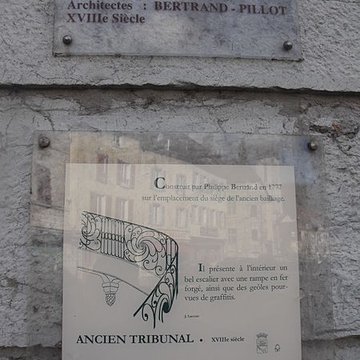 Architectes : BERTRAND - PILLOT
XVIIIe Siècle
Construit par Philippe Bertrand en
sur l'emplacement du siège de l'ancien bailliage.
Il présente à l'intérieur un
bel escalier avec une rampe en fer
forgé, ainsi que des geôles pour-
vues de graffitis.
ANCIEN TRIBUNAL • XVIIIe siècle